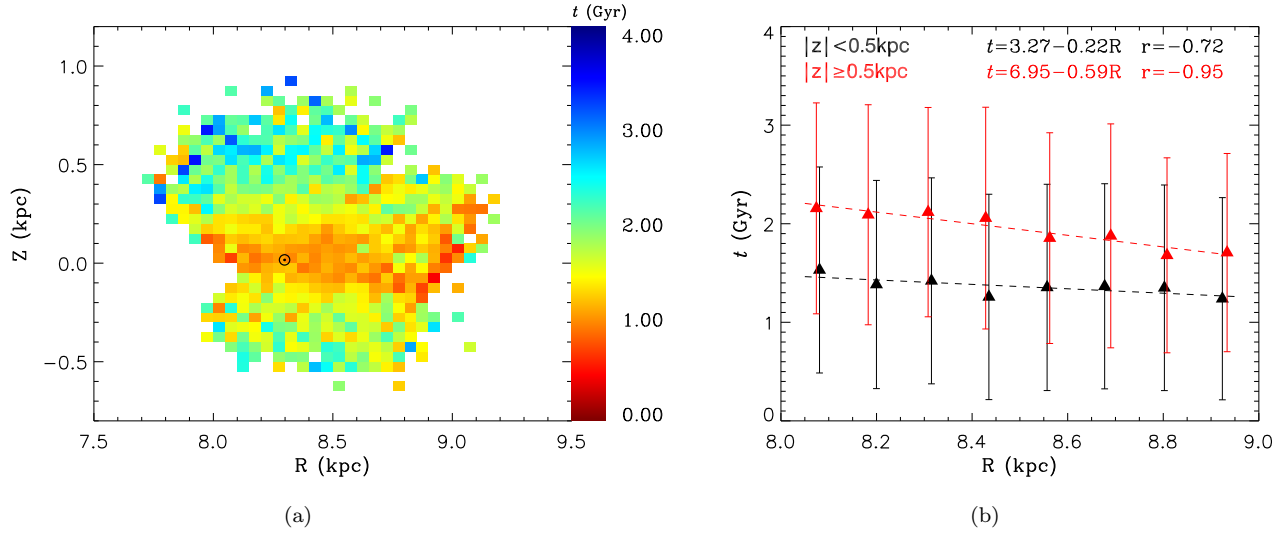 t (Gyr)
4.00
3.00
2.00
1.00
0.00
1.0
0.5
0.0
−0.5
Z (kpc)
7.5 8.0 8.5 9.0 9.5
R (kpc)
(a)
|z|<0.5kpc t=3.27−0.22R r=−0.72
|z|≥0.5kpc t=6.95−0.59R r=−0.95
4
3
2
1
0
t (Gyr)
8.0 8.2 8.4 8.6 8.8 9.0
R (kpc)
(b)